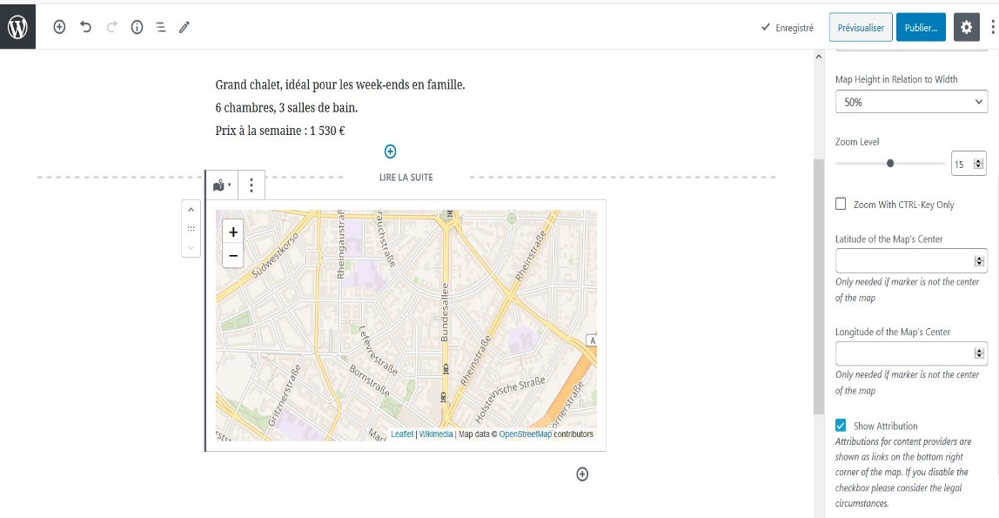 Enregistré
Prévisualiser
Publier...
Grand chalet, idéal pour les week-ends en famille.
6 chambres, 3 salles de bain.
Prix à la semaine : 1 530 €
LIRE LA SUITE
+
−
Südwestkorso
Rheingaustraß
rauchstraße
Bundesallee
Rheinstraße
Lefèvrestraße
Rheinstraße
Bornstraße
Gritznerstraße
Holsteinische Straße
ornerstraße
A
Leaflet | Wikimedia | Map data © OpenStreetMap contributors
Map Height in Relation to Width
50%
Zoom Level
15
Zoom With CTRL-Key Only
Latitude of the Map's Center
Only needed if marker is not the center
of the map
Longitude of the Map's Center
Only needed if marker is not the center
of the map
Show Attribution
Attributions for content providers are
shown as links on the bottom right
corner of the map. If you disable the
checkbox please consider the legal
circumstances.